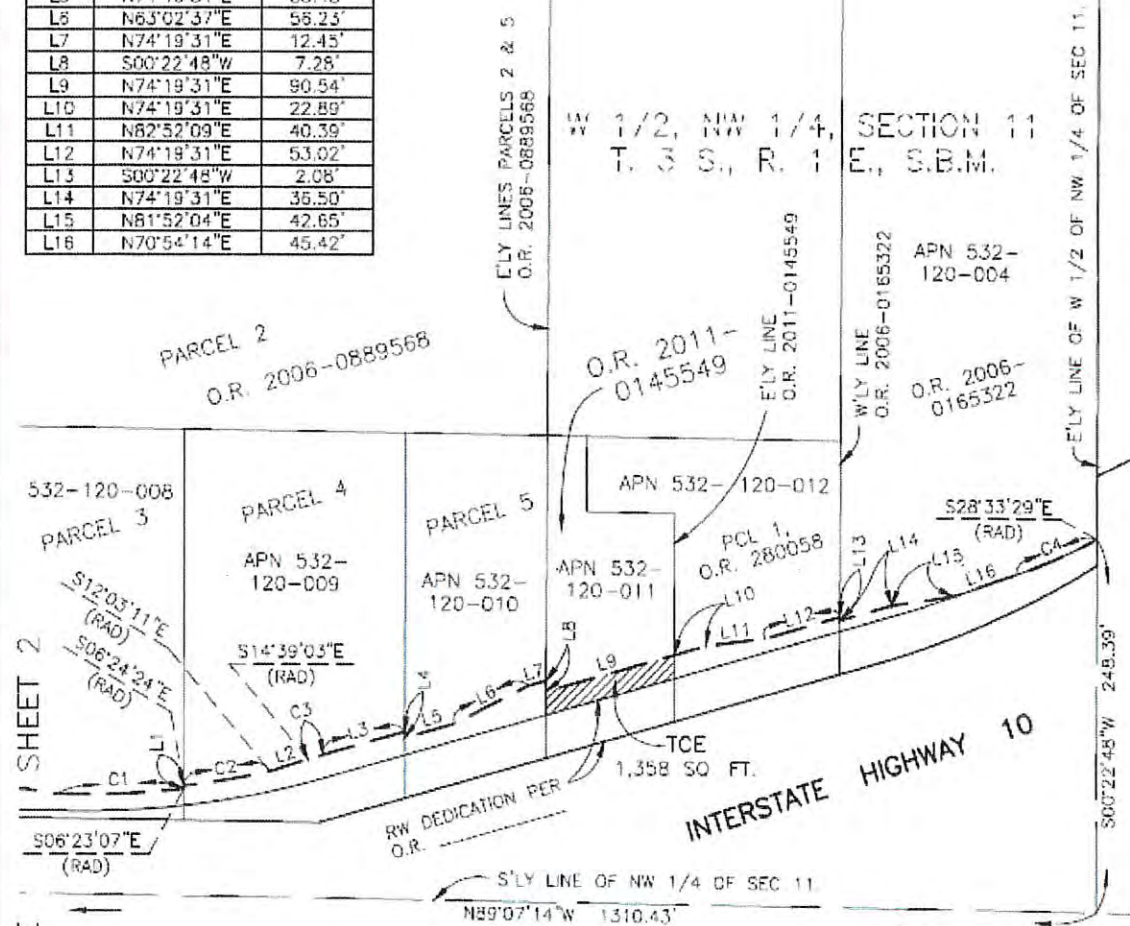 L6 N63°02'37"E 56.23'
L7 N74°19'31"E 12.45'
L8 S00°22'48"W 7.28'
L9 N74°19'31"E 90.54'
L10 N74°19'31"E 22.89'
L11 N82°52'09"E 40.39'
L12 N74°19'31"E 53.02'
L13 S00°22'48"W 2.08'
L14 N74°19'31"E 36.50'
L15 N81°52'04"E 42.65'
L16 N70°54'14"E 45.42'
E'LY LINES PARCELS 2 & 5
O.R. 2006-0889568
W 1/2, NW 1/4, SECTION 11
T. 3 S., R. 1 E., S.B.M.
E'LY LINE OF W 1/2 OF NW 1/4 OF SEC 11.
APN 532-
120-004
PARCEL 2
O.R. 2006-0889568
O.R. 2011-
0145549
E'LY LINE
O.R. 2011-0145549
W'LY LINE
O.R. 2006-0165322
O.R. 2006-
0165322
532-120-008
PARCEL 3
PARCEL 4
APN 532-
120-009
PARCEL 5
APN 532-
120-010
APN 532-
120-011
APN 532- 120-012
PCL 1,
O.R. 280058
S28°33'29"E
(RAD)
S12°03'11"E
(RAD)
S06°24'24"E
(RAD)
S14°39'03"E
(RAD)
SHEET 2
L1
C1
C2
L2
C3
L3
L4
L5
L6
L7
L8
L9
L10
L11
L12
L13
L14
L15
L16
C4
TCE
1,358 SQ FT.
RW DEDICATION PER
O.R.
INTERSTATE HIGHWAY 10
S00°22'48"W 248.39'
S06°23'07"E
(RAD)
S'LY LINE OF NW 1/4 OF SEC 11.
N89°07'14"W 1310.43'